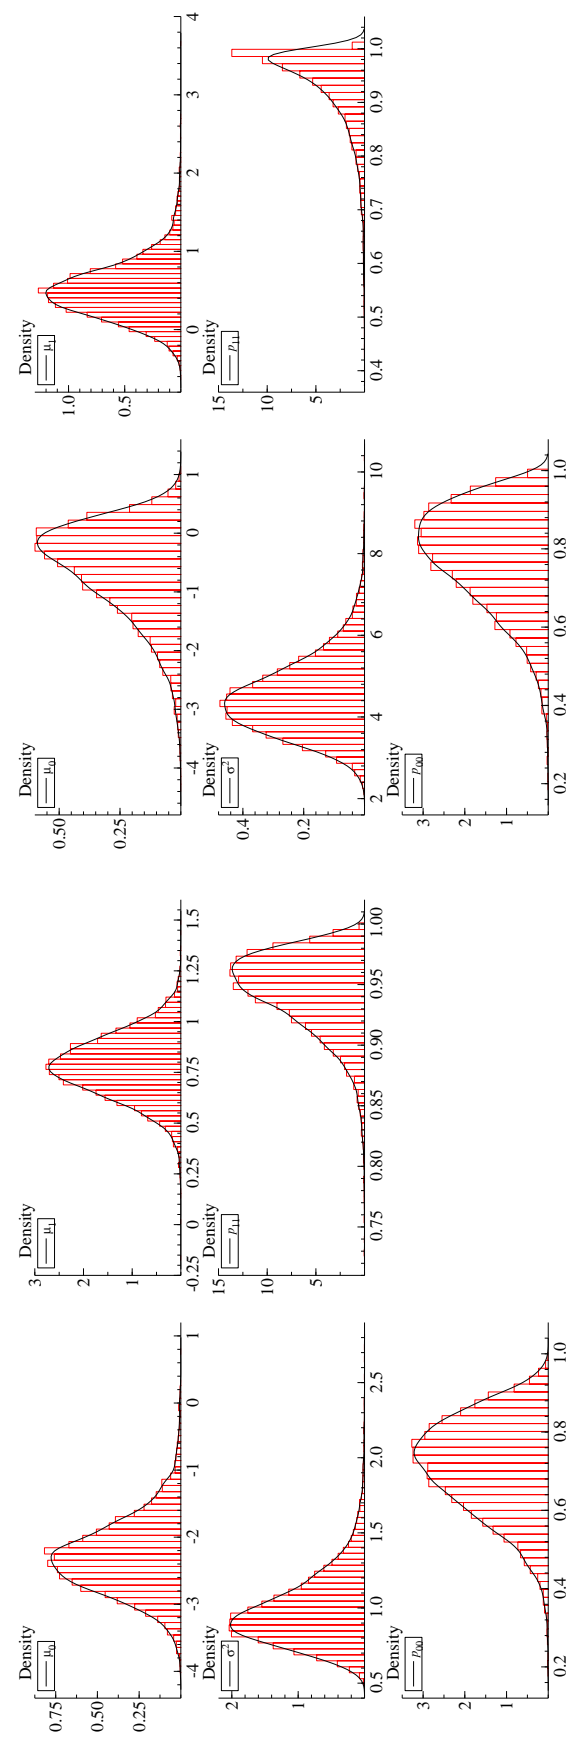 Density
μ₀
0.75
0.50
0.25
-4 -3 -2 -1 0 1
Density
μ₁
3
2
1
-0.25 0 0.25 0.5 0.75 1 1.25 1.5
Density
μ₀
0.50
0.25
-4 -3 -2 -1 0 1
Density
μ₁
1.0
0.5
0 1 2 3 4
Density
σ²
2
1
0.5 1.0 1.5 2.0 2.5
Density
p₁₁
15
10
5
0.75 0.80 0.85 0.90 0.95 1.00
Density
σ²
0.4
0.2
2 4 6 8 10
Density
p₁₁
15
10
5
0.4 0.5 0.6 0.7 0.8 0.9 1.0
Density
p₀₀
3
2
1
0.2 0.4 0.6 0.8 1.0
Density
p₀₀
3
2
1
0.2 0.4 0.6 0.8 1.0